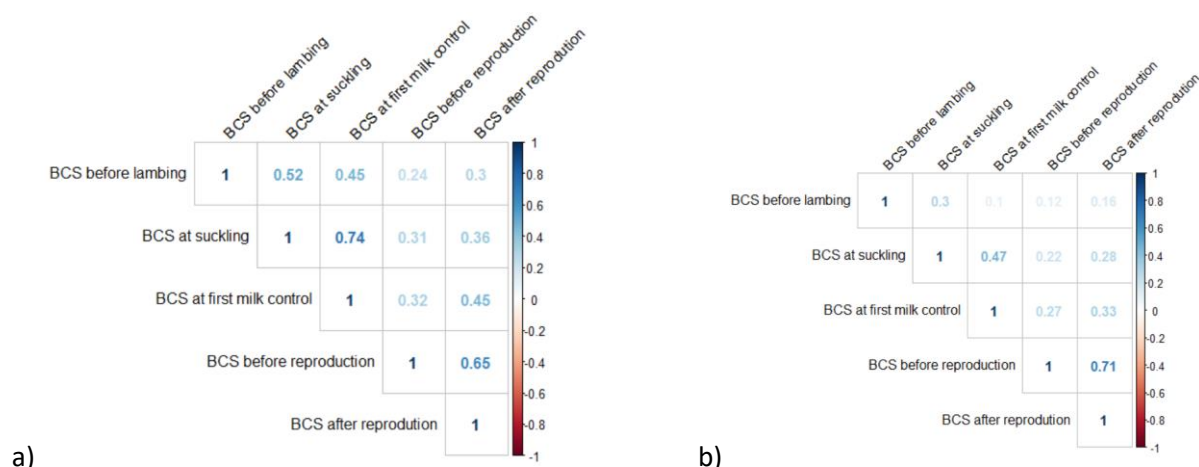 BCS before lambing
BCS at suckling
BCS at first milk control
BCS before reproduction
BCS after reprodution
BCS before lambing 1 0.52 0.45 0.24 0.3
BCS at suckling 1 0.74 0.31 0.36
BCS at first milk control 1 0.32 0.45
BCS before reproduction 1 0.65
BCS after reprodution 1
1
0.8
0.6
0.4
0.2
0
-0.2
-0.4
-0.6
-0.8
-1
a)
BCS before lambing
BCS at suckling
BCS at first milk control
BCS before reproduction
BCS after reprodution
BCS before lambing 1 0.3 0.1 0.12 0.16
BCS at suckling 1 0.47 0.22 0.28
BCS at first milk control 1 0.27 0.33
BCS before reproduction 1 0.71
BCS after reprodution 1
1
0.8
0.6
0.4
0.2
0
-0.2
-0.4
-0.6
-0.8
-1
b)